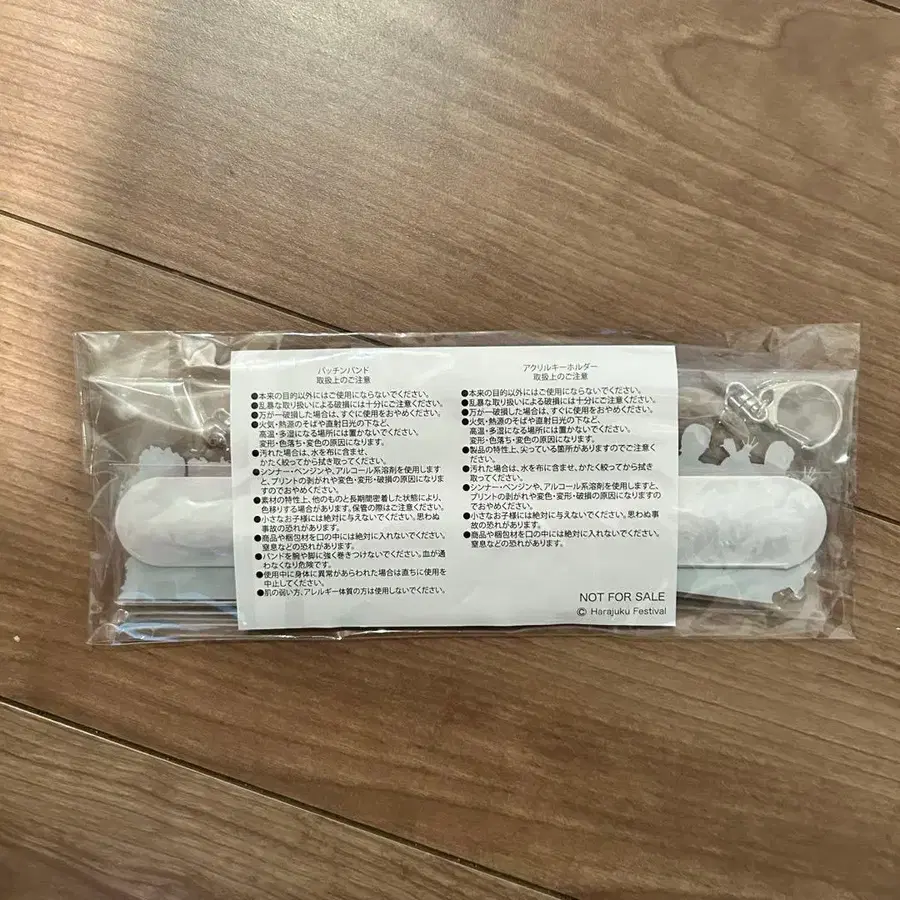 パッチンバンド
取扱上のご注意
●本来の目的以外にはご使用にならないでください。
●乱暴な取り扱いによる破損には十分にご注意ください。
●万が一破損した場合は、すぐに使用をおやめください。
●火気・熱源のそばや直射日光の下など、
高温・多湿になる場所には置かないでください。
変形・色落ち・変色の原因になります。
●汚れた場合は、水を布に含ませ、
かたく絞ってから拭き取ってください。
●シンナー・ベンジンや、アルコール系溶剤を使用しますと、
プリントの剥がれや変色・変形・破損の原因になりますのでおやめください。
●素材の特性上、他のものと長期間密着した状態により、
色移りする場合があります。保管の際はご注意ください。
●小さなお子様には絶対に与えないでください。思わぬ
事故の恐れがあります。
●商品や梱包材を口の中には絶対に入れないでください。
窒息などの恐れがあります。
●バンドを腕や脚に強く巻きつけないでください。血が通
わなくなり危険です。
●使用中に身体に異常があらわれた場合は直ちに使用を
中止してください。
●肌の弱い方、アレルギー体質の方は使用しないでください。
アクリルキーホルダー
取扱上のご注意
●本来の目的以外にはご使用にならないでください。
●乱暴な取り扱いによる破損には十分にご注意ください。
●万が一破損した場合は、すぐに使用をおやめください。
●火気・熱源のそばや直射日光の下など、
高温・多湿になる場所には置かないでください。
変形・色落ち・変色の原因になります。
●製品の特性上、尖っている箇所がありますのでご注意く
ださい。
●汚れた場合は、水を布に含ませ、かたく絞ってから拭き
取ってください。
●シンナー・ベンジンや、アルコール系溶剤を使用しますと、
プリントの剥がれや変色・変形・破損の原因になりますの
でおやめください。
●小さなお子様には絶対に与えないでください。思わぬ事
故の恐れがあります。
●商品や梱包材を口の中には絶対に入れないでください。
窒息などの恐れがあります。
NOT FOR SALE
© Harajuku Festival